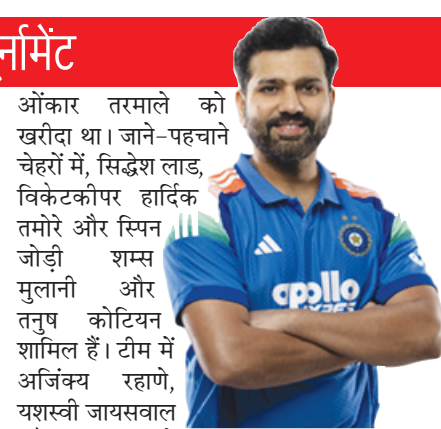 र्नामेंट
ओंकार तरमाले को
खरीदा था। जाने-पहचाने
चेहरों में, सिद्धेश लाड,
विकेटकीपर हार्दिक
तमोरे और स्पिन
जोड़ी शम्स
मुलानी और
तनुष कोटियन
शामिल हैं। टीम में
अजिंक्य रहाणे,
यशस्वी जायसवाल
apollo